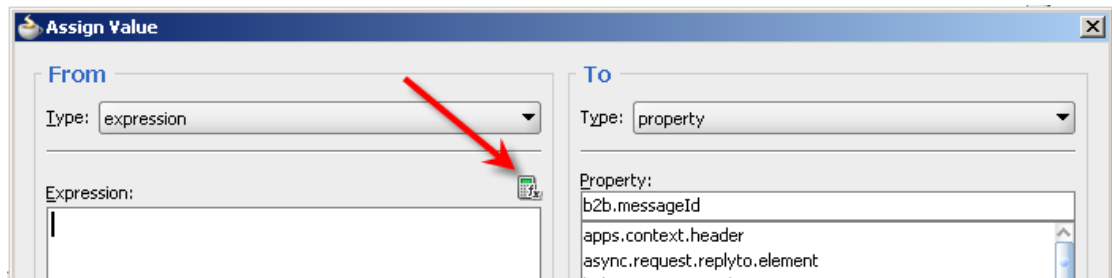 Assign Value
From
Type: expression
Expression:
To
Type: property
Property:
b2b.messageId
apps.context.header
async.request.replyto.element